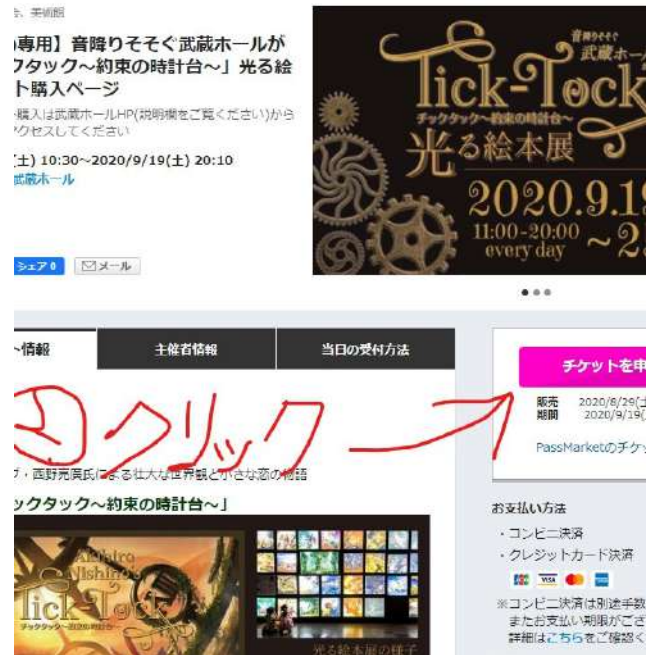 会、美術館
専用】音降りそそぐ武蔵ホールが
クタック～約束の時計台～」光る絵
ト購入ページ
購入は武蔵ホールHP(説明欄をご覧ください)から
アクセスしてください
(土) 10:30～2020/9/19(土) 20:10
武蔵ホール
シェア 0
メール
音降りそそぐ
武蔵ホール
Tick-Tock
チックタック～約束の時計台～
光る絵本展
2020.9.19
11:00-20:00
every day
～2
ト情報
主催者情報
当日の受付方法
チケットを申
販売 2020/8/29(土
期間 2020/9/19(
PassMarketのチケッ
②クリック
・西野亮廣氏による壮大な世界観と小さな恋の物語
ックタック～約束の時計台～」
Akihiro
Nishino's
Tick-Tock
チックタック～約束の時計台～
光る絵本展の様子
お支払い方法
・コンビニ決済
・クレジットカード決済
JCB VISA
※コンビニ決済は別途手数
またお支払い期限がござ
詳細はこちらをご確認く